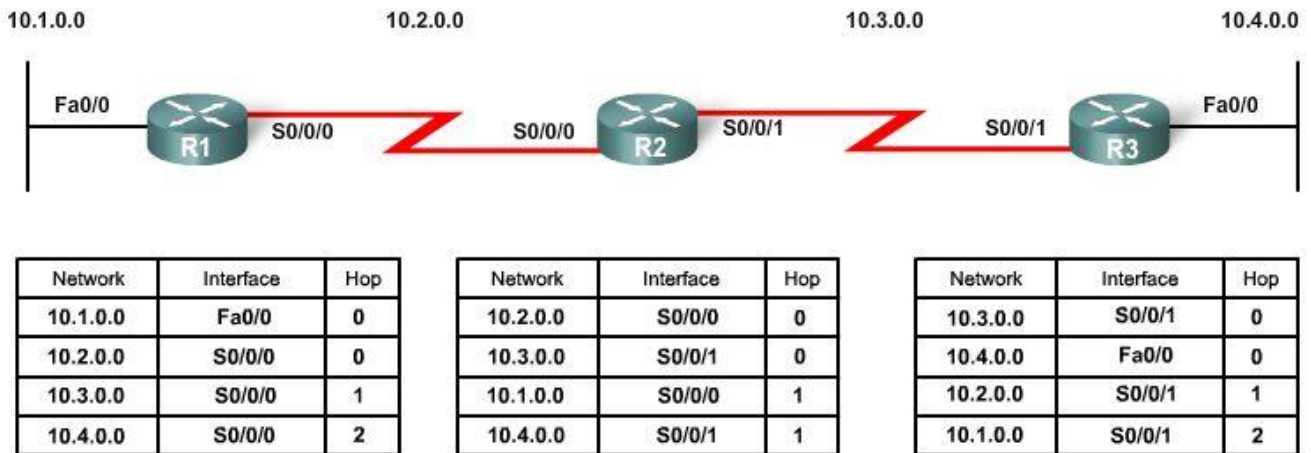 10.1.0.0 10.2.0.0 10.3.0.0 10.4.0.0
Fa0/0 R1 S0/0/0 S0/0/0 R2 S0/0/1 S0/0/1 R3 Fa0/0
Network Interface Hop
10.1.0.0 Fa0/0 0
10.2.0.0 S0/0/0 0
10.3.0.0 S0/0/0 1
10.4.0.0 S0/0/0 2
Network Interface Hop
10.2.0.0 S0/0/0 0
10.3.0.0 S0/0/1 0
10.1.0.0 S0/0/0 1
10.4.0.0 S0/0/1 1
Network Interface Hop
10.3.0.0 S0/0/1 0
10.4.0.0 Fa0/0 0
10.2.0.0 S0/0/1 1
10.1.0.0 S0/0/1 2